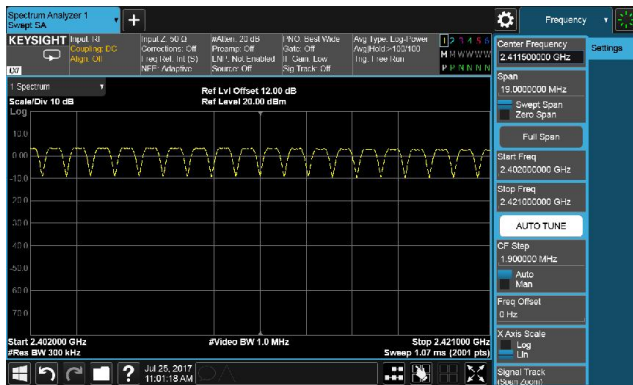 Spectrum Analyzer 1
Swept SA
Frequency
KEYSIGHT
Input: RF
Coupling: DC
Align: Off
Input Z: 50 Ω
Corrections: Off
Freq Ref: Int (S)
NFE: Adaptive
#Atten: 20 dB
Preamp: Off
LNP: Not Enabled
Source: Off
PNO: Best Wide
Gate: Off
IF Gain: Low
Sig Track: Off
Avg Type: Log-Power
Avg|Hold:>100/100
Trig: Free Run
1 2 3 4 5 6
M W W W W W
P P N N N N
LXI
1 Spectrum
Scale/Div 10 dB
Log
Ref Lvl Offset 12.00 dB
Ref Level 20.00 dBm
10.0
0.00
-10.0
-20.0
-30.0
-40.0
-50.0
-60.0
-70.0
Start 2.402000 GHz
#Res BW 300 kHz
#Video BW 1.0 MHz
Stop 2.421000 GHz
Sweep 1.07 ms (2001 pts)
Jul 25, 2017
11:01:18 AM
Center Frequency
2.411500000 GHz
Settings
Span
19.0000000 MHz
Swept Span
Zero Span
Full Span
Start Freq
2.402000000 GHz
Stop Freq
2.421000000 GHz
AUTO TUNE
CF Step
1.900000 MHz
Auto
Man
Freq Offset
0 Hz
X Axis Scale
Log
Lin
Signal Track
(Span Zoom)